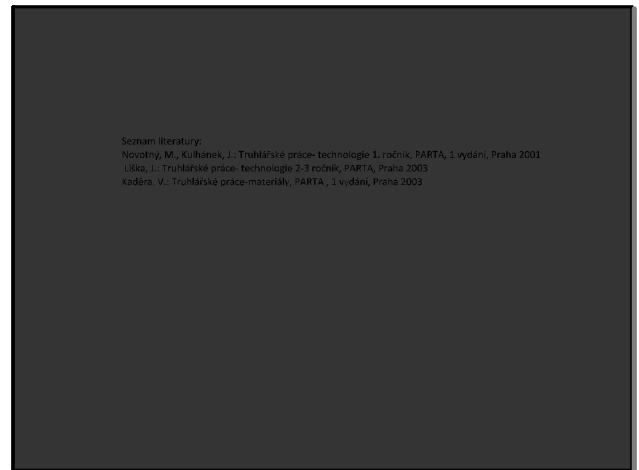 Seznam literatury:
Novotný, M., Kulhánek, J.: Truhlářské práce- technologie 1. ročník, PARTA, 1 vydání, Praha 2001
Liška, J.: Truhlářské práce- technologie 2-3 ročník, PARTA, Praha 2003
Kaděra, V.: Truhlářské práce-materiály, PARTA , 1 vydání, Praha 2003